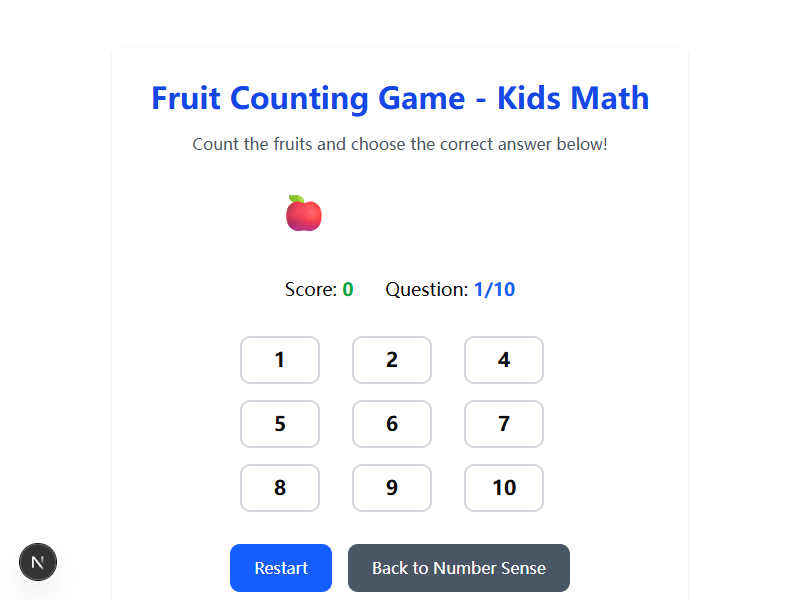 Fruit Counting Game - Kids Math
Count the fruits and choose the correct answer below!
Score: 0 Question: 1/10
1 2 4
5 6 7
8 9 10
N
Restart Back to Number Sense